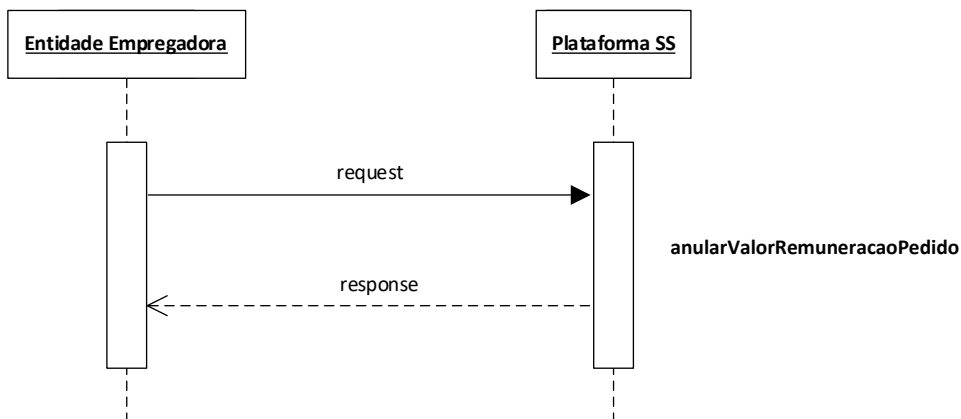 Entidade Empregadora
Plataforma SS
request
anularValorRemuneracaoPedido
response